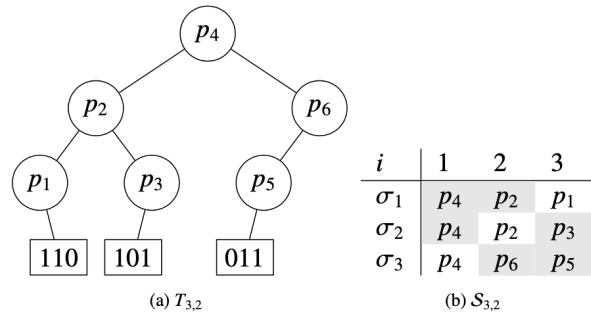 p₄
p₂ p₆
p₁ p₃ p₅
110 101 011
(a) T₃,₂
i 1 2 3
σ₁ p₄ p₂ p₁
σ₂ p₄ p₂ p₃
σ₃ p₄ p₆ p₅
(b) S₃,₂